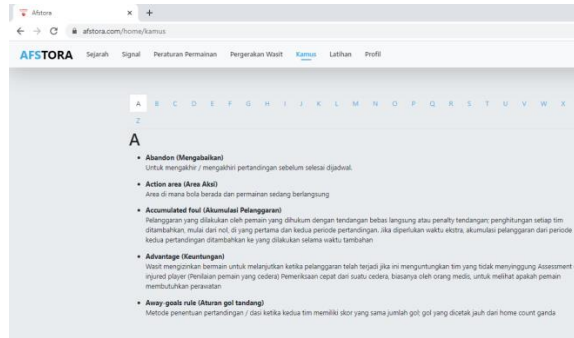 Afstora
afstora.com/home/kamus
AFSTORA Sejarah Signal Peraturan Permainan Pergerakan Wasit Kamus Latihan Profil
A B C D E F G H I J K L M N O P Q R S T U V W X
Z
A
Abandon (Mengabaikan)
Untuk mengakhir / mengakhiri pertandingan sebelum selesai dijadwal.
Action area (Area Aksi)
Area di mana bola berada dan permainan sedang berlangsung
Accumulated foul (Akumulasi Pelanggaran)
Pelanggaran yang dilakukan oleh pemain yang dihukum dengan tendangan bebas langsung atau penalty tendangan; penghitungan setiap tim
ditambahkan, mulai dari nol, di yang pertama dan kedua periode pertandingan. Jika diperlukan waktu ekstra, akumulasi pelanggaran dari periode
kedua pertandingan ditambahkan ke yang dilakukan selama waktu tambahan
Advantage (Keuntungan)
Wasit mengizinkan bermain untuk melanjutkan ketika pelanggaran telah terjadi jika ini menguntungkan tim yang tidak menyinggung Assessment
injured player (Penilaian pemain yang cedera) Pemeriksaan cepat dari suatu cedera, biasanya oleh orang medis, untuk melihat apakah pemain
membutuhkan perawatan
Away-goals rule (Aturan gol tandang)
Metode penentuan pertandingan / dasi ketika kedua tim memiliki skor yang sama jumlah gol; gol yang dicetak jauh dari home count ganda